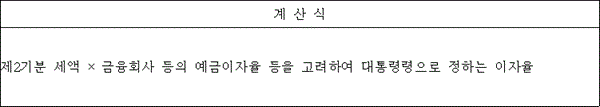 계 산 식
제2기분 세액 × 금융회사 등의 예금이자율 등을 고려하여 대통령령으로 정하는 이자율